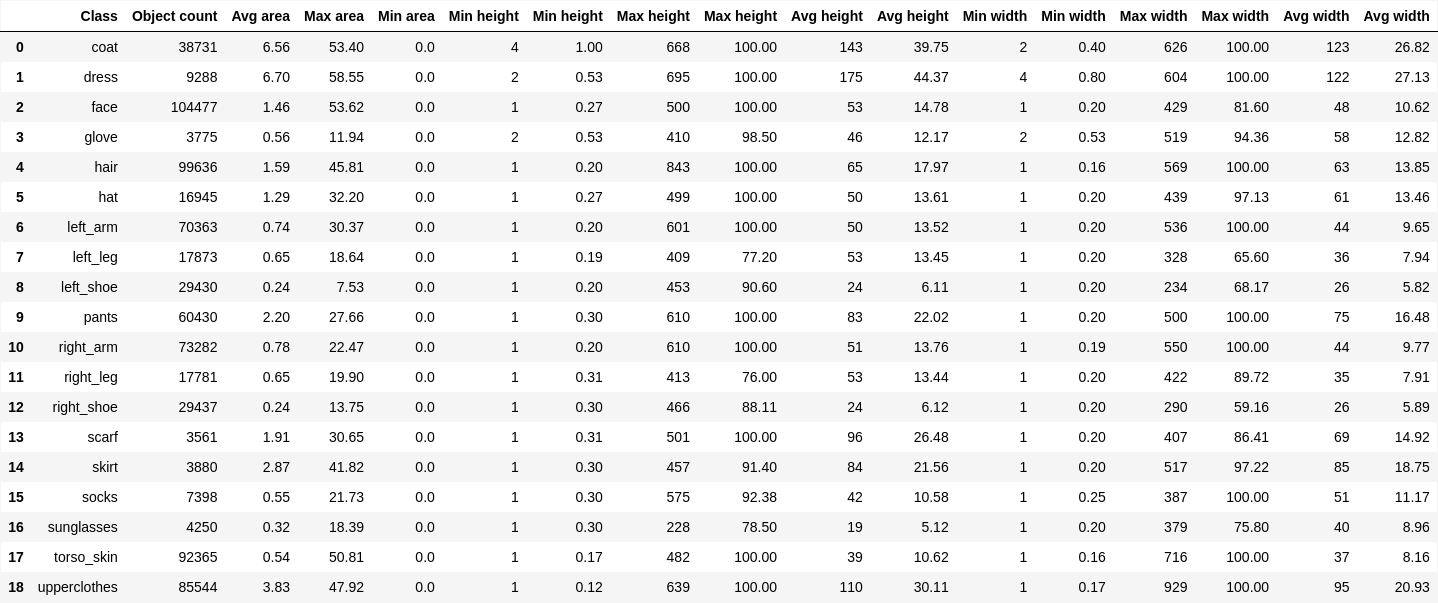 Class Object count Avg area Max area Min area Min height Min height Max height Max height Avg height Avg height Min width Min width Max width Max width Avg width Avg width
0 coat 38731 6.56 53.40 0.0 4 1.00 668 100.00 143 39.75 2 0.40 626 100.00 123 26.82
1 dress 9288 6.70 58.55 0.0 2 0.53 695 100.00 175 44.37 4 0.80 604 100.00 122 27.13
2 face 104477 1.46 53.62 0.0 1 0.27 500 100.00 53 14.78 1 0.20 429 81.60 48 10.62
3 glove 3775 0.56 11.94 0.0 2 0.53 410 98.50 46 12.17 2 0.53 519 94.36 58 12.82
4 hair 99636 1.59 45.81 0.0 1 0.20 843 100.00 65 17.97 1 0.16 569 100.00 63 13.85
5 hat 16945 1.29 32.20 0.0 1 0.27 499 100.00 50 13.61 1 0.20 439 97.13 61 13.46
6 left_arm 70363 0.74 30.37 0.0 1 0.20 601 100.00 50 13.52 1 0.20 536 100.00 44 9.65
7 left_leg 17873 0.65 18.64 0.0 1 0.19 409 77.20 53 13.45 1 0.20 328 65.60 36 7.94
8 left_shoe 29430 0.24 7.53 0.0 1 0.20 453 90.60 24 6.11 1 0.20 234 68.17 26 5.82
9 pants 60430 2.20 27.66 0.0 1 0.30 610 100.00 83 22.02 1 0.20 500 100.00 75 16.48
10 right_arm 73282 0.78 22.47 0.0 1 0.20 610 100.00 51 13.76 1 0.19 550 100.00 44 9.77
11 right_leg 17781 0.65 19.90 0.0 1 0.31 413 76.00 53 13.44 1 0.20 422 89.72 35 7.91
12 right_shoe 29437 0.24 13.75 0.0 1 0.30 466 88.11 24 6.12 1 0.20 290 59.16 26 5.89
13 scarf 3561 1.91 30.65 0.0 1 0.31 501 100.00 96 26.48 1 0.20 407 86.41 69 14.92
14 skirt 3880 2.87 41.82 0.0 1 0.30 457 91.40 84 21.56 1 0.20 517 97.22 85 18.75
15 socks 7398 0.55 21.73 0.0 1 0.30 575 92.38 42 10.58 1 0.25 387 100.00 51 11.17
16 sunglasses 4250 0.32 18.39 0.0 1 0.30 228 78.50 19 5.12 1 0.20 379 75.80 40 8.96
17 torso_skin 92365 0.54 50.81 0.0 1 0.17 482 100.00 39 10.62 1 0.16 716 100.00 37 8.16
18 upperclothes 85544 3.83 47.92 0.0 1 0.12 639 100.00 110 30.11 1 0.17 929 100.00 95 20.93